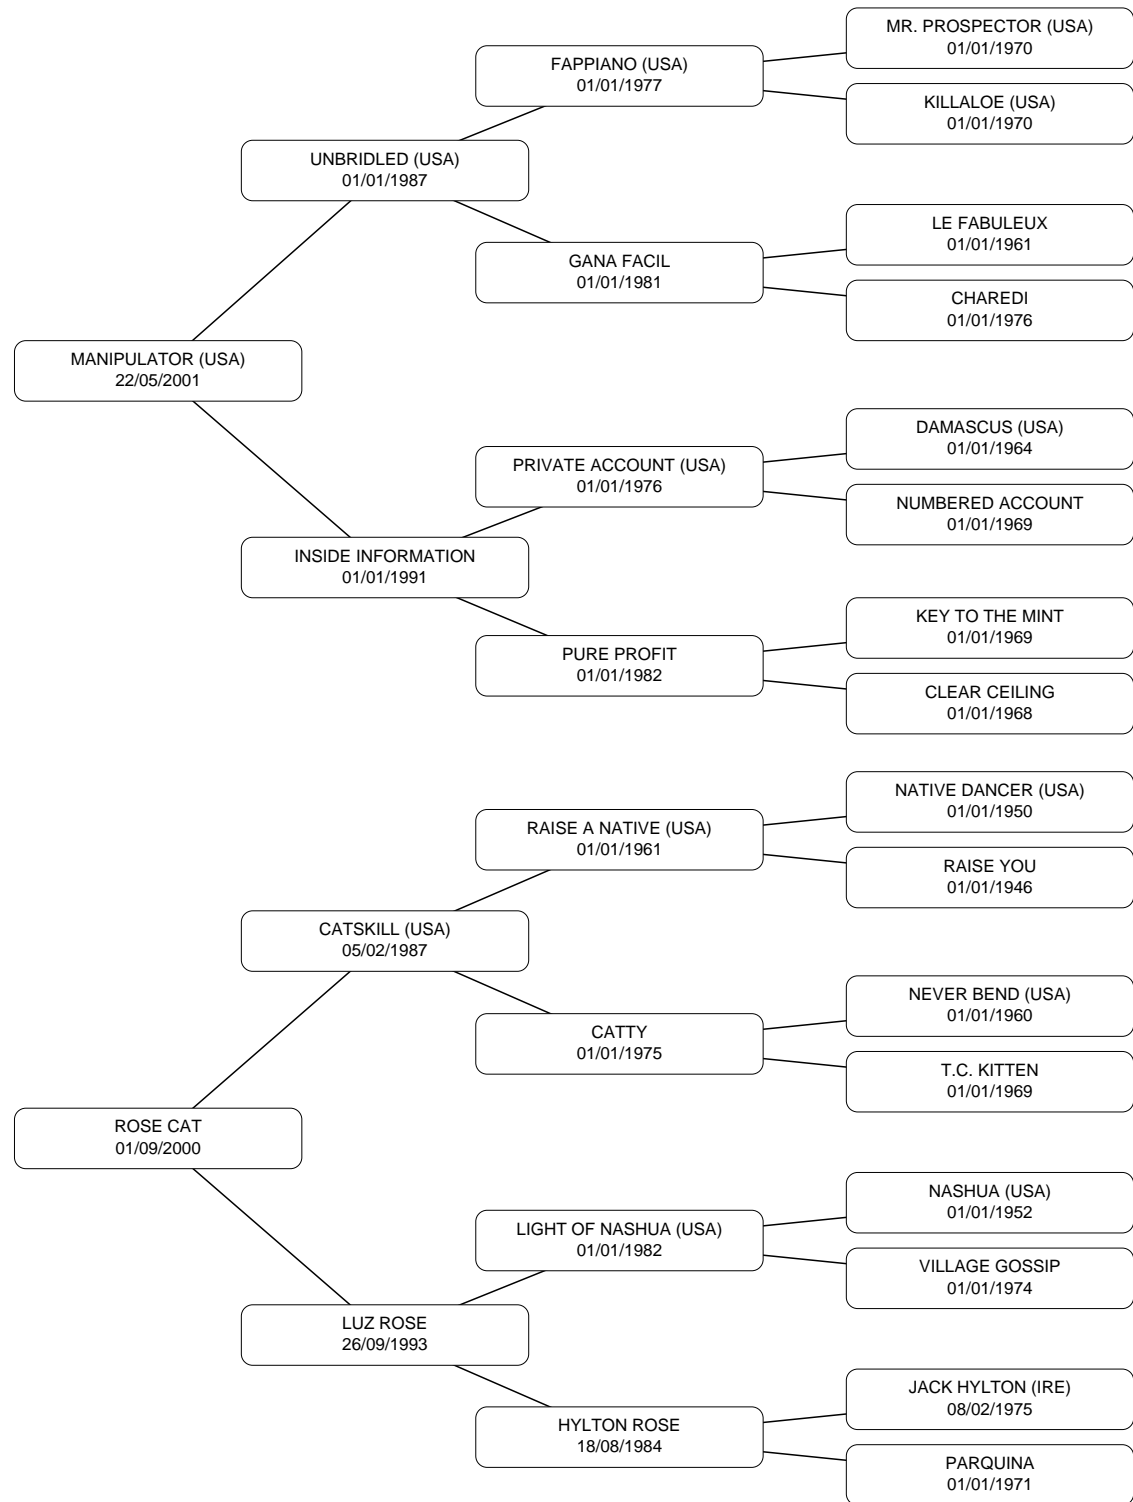 MR. PROSPECTOR (USA)
01/01/1970
FAPPIANO (USA)
01/01/1977
KILLALOE (USA)
01/01/1970
UNBRIDLED (USA)
01/01/1987
LE FABULEUX
01/01/1961
GANA FACIL
01/01/1981
CHAREDI
01/01/1976
MANIPULATOR (USA)
22/05/2001
DAMASCUS (USA)
01/01/1964
PRIVATE ACCOUNT (USA)
01/01/1976
NUMBERED ACCOUNT
01/01/1969
INSIDE INFORMATION
01/01/1991
KEY TO THE MINT
01/01/1969
PURE PROFIT
01/01/1982
CLEAR CEILING
01/01/1968
NATIVE DANCER (USA)
01/01/1950
RAISE A NATIVE (USA)
01/01/1961
RAISE YOU
01/01/1946
CATSKILL (USA)
05/02/1987
NEVER BEND (USA)
01/01/1960
CATTY
01/01/1975
T.C. KITTEN
01/01/1969
ROSE CAT
01/09/2000
NASHUA (USA)
01/01/1952
LIGHT OF NASHUA (USA)
01/01/1982
VILLAGE GOSSIP
01/01/1974
LUZ ROSE
26/09/1993
JACK HYLTON (IRE)
08/02/1975
HYLTON ROSE
18/08/1984
PARQUINA
01/01/1971